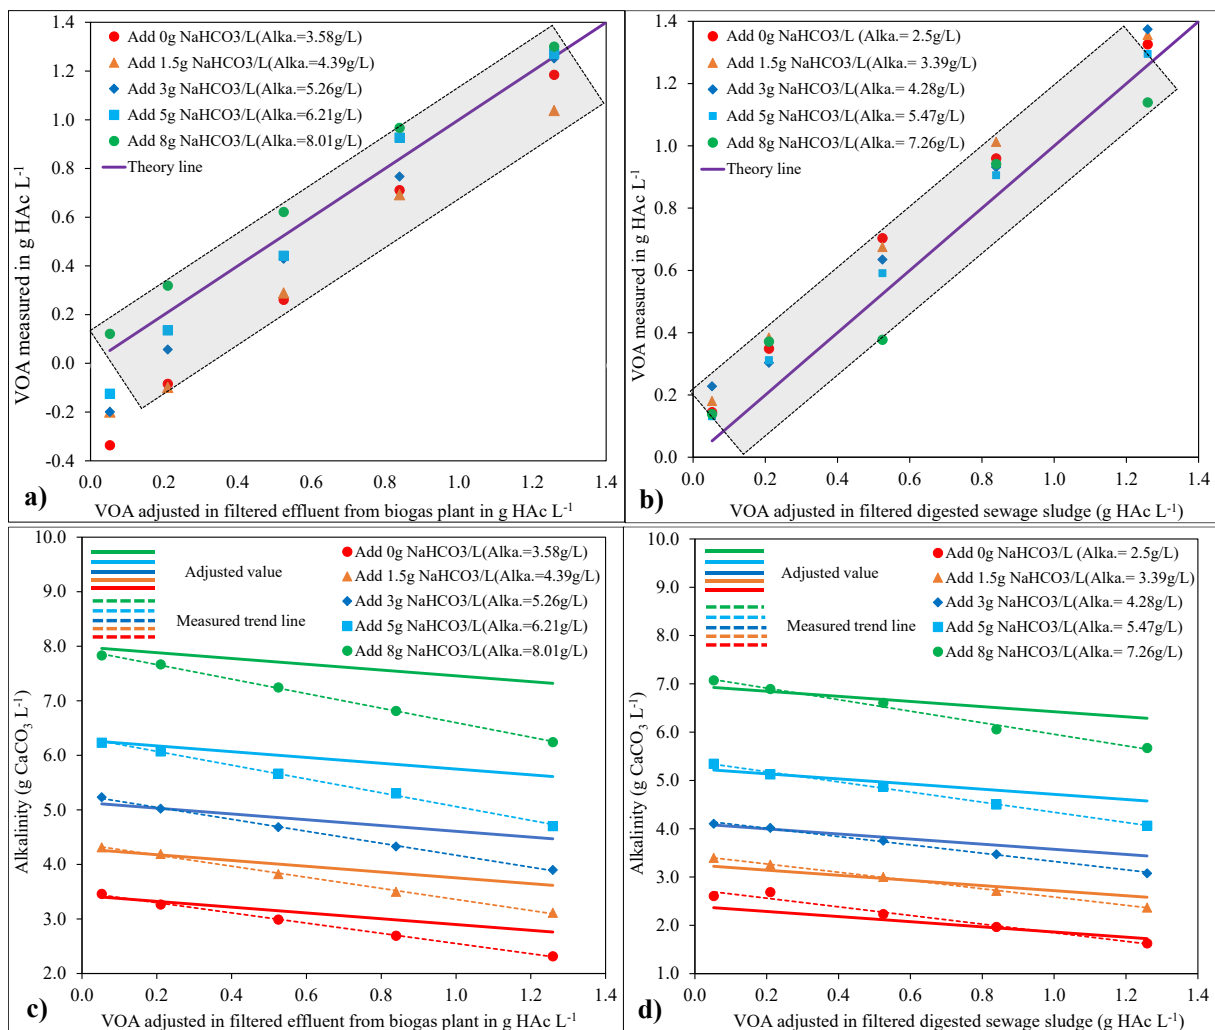 a)
VOA measured in g HAc L-1
1.4
1.2
1.0
0.8
0.6
0.4
0.2
0.0
-0.2
-0.4
Add 0g NaHCO3/L(Alka.=3.58g/L)
Add 1.5g NaHCO3/L(Alka.=4.39g/L)
Add 3g NaHCO3/L(Alka.=5.26g/L)
Add 5g NaHCO3/L(Alka.=6.21g/L)
Add 8g NaHCO3/L(Alka.=8.01g/L)
Theory line
0.0 0.2 0.4 0.6 0.8 1.0 1.2 1.4
VOA adjusted in filtered effluent from biogas plant in g HAc L-1
b)
VOA measured in g HAc L-1
1.4
1.2
1.0
0.8
0.6
0.4
0.2
0.0
Add 0g NaHCO3/L (Alka.= 2.5g/L)
Add 1.5g NaHCO3/L(Alka.= 3.39g/L)
Add 3g NaHCO3/L(Alka.= 4.28g/L)
Add 5g NaHCO3/L(Alka.= 5.47g/L)
Add 8g NaHCO3/L(Alka.= 7.26g/L)
Theory line
0.0 0.2 0.4 0.6 0.8 1.0 1.2 1.4
VOA adjusted in filtered digested sewage sludge (g HAc L-1)
c)
Alkalinity (g CaCO3 L-1)
10.0
9.0
8.0
7.0
6.0
5.0
4.0
3.0
2.0
Adjusted value
Measured trend line
Add 0g NaHCO3/L(Alka.=3.58g/L)
Add 1.5g NaHCO3/L(Alka.=4.39g/L)
Add 3g NaHCO3/L(Alka.=5.26g/L)
Add 5g NaHCO3/L(Alka.=6.21g/L)
Add 8g NaHCO3/L(Alka.=8.01g/L)
0.0 0.2 0.4 0.6 0.8 1.0 1.2 1.4
VOA adjusted in filtered effluent from biogas plant in g HAc L-1
d)
Alkalinity (g CaCO3 L-1)
10.0
9.0
8.0
7.0
6.0
5.0
4.0
3.0
2.0
1.0
Adjusted value
Measured trend line
Add 0g NaHCO3/L (Alka.= 2.5g/L)
Add 1.5g NaHCO3/L(Alka.= 3.39g/L)
Add 3g NaHCO3/L(Alka.= 4.28g/L)
Add 5g NaHCO3/L(Alka.= 5.47g/L)
Add 8g NaHCO3/L(Alka.= 7.26g/L)
0.0 0.2 0.4 0.6 0.8 1.0 1.2 1.4
VOA adjusted in filtered digested sewage sludge (g HAc L-1)